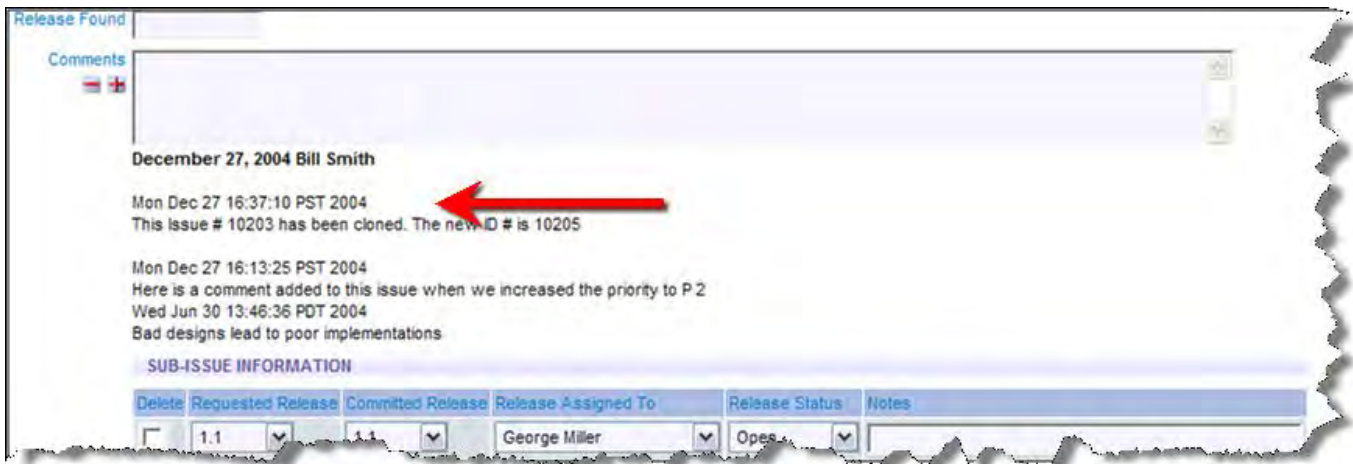 Release Found
Comments
December 27, 2004 Bill Smith
Mon Dec 27 16:37:10 PST 2004
This Issue # 10203 has been cloned. The new ID # is 10205
Mon Dec 27 16:13:25 PST 2004
Here is a comment added to this issue when we increased the priority to P 2
Wed Jun 30 13:46:36 PDT 2004
Bad designs lead to poor implementations
SUB-ISSUE INFORMATION
Delete Requested Release Committed Release Release Assigned To Release Status Notes
1.1 1.1 George Miller Open